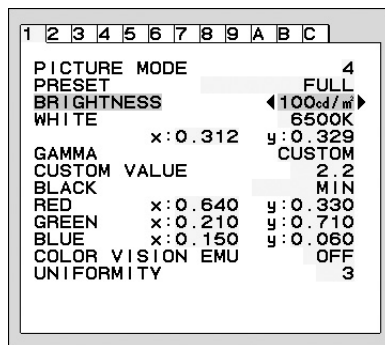 1 2 3 4 5 6 7 8 9 A B C
PICTURE MODE 4
PRESET FULL
BRIGHTNESS ◀100cd/㎡▶
WHITE 6500K
x:0.312 y:0.329
GAMMA CUSTOM
CUSTOM VALUE 2.2
BLACK MIN
RED x:0.640 y:0.330
GREEN x:0.210 y:0.710
BLUE x:0.150 y:0.060
COLOR VISION EMU OFF
UNIFORMITY 3